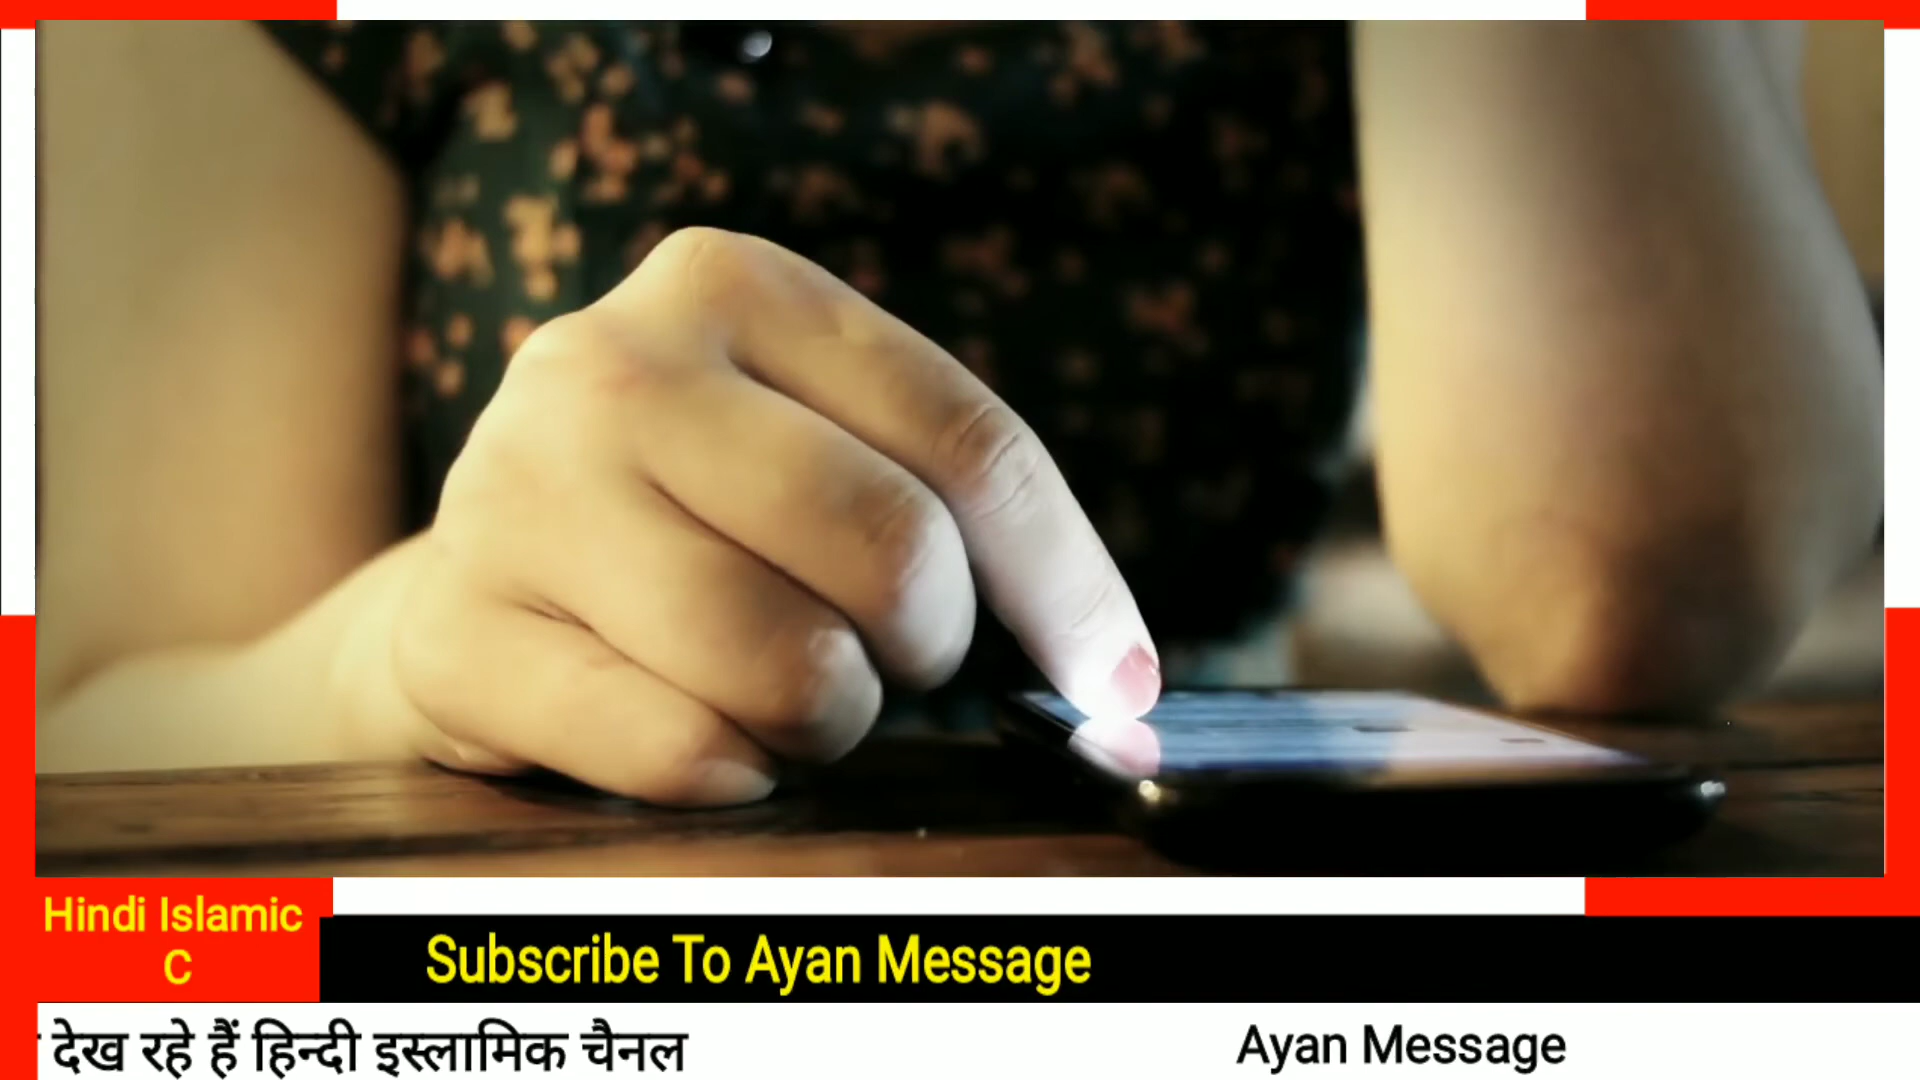 Hindi Islamic
C
Subscribe To Ayan Message
देख रहे हैं हिन्दी इस्लामिक चैनल
Ayan Message